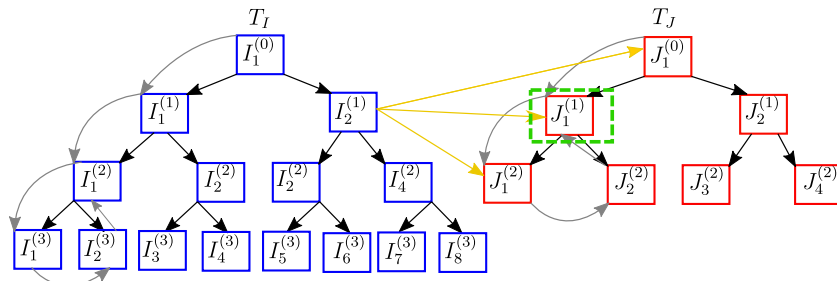 T_I T_J
I_1^{(0)} J_1^{(0)}
I_1^{(1)} I_2^{(1)} J_1^{(1)} J_2^{(1)}
I_1^{(2)} I_2^{(2)} I_2^{(2)} I_4^{(2)} J_1^{(2)} J_2^{(2)} J_3^{(2)} J_4^{(2)}
I_1^{(3)} I_2^{(3)} I_3^{(3)} I_4^{(3)} I_5^{(3)} I_6^{(3)} I_7^{(3)} I_8^{(3)}